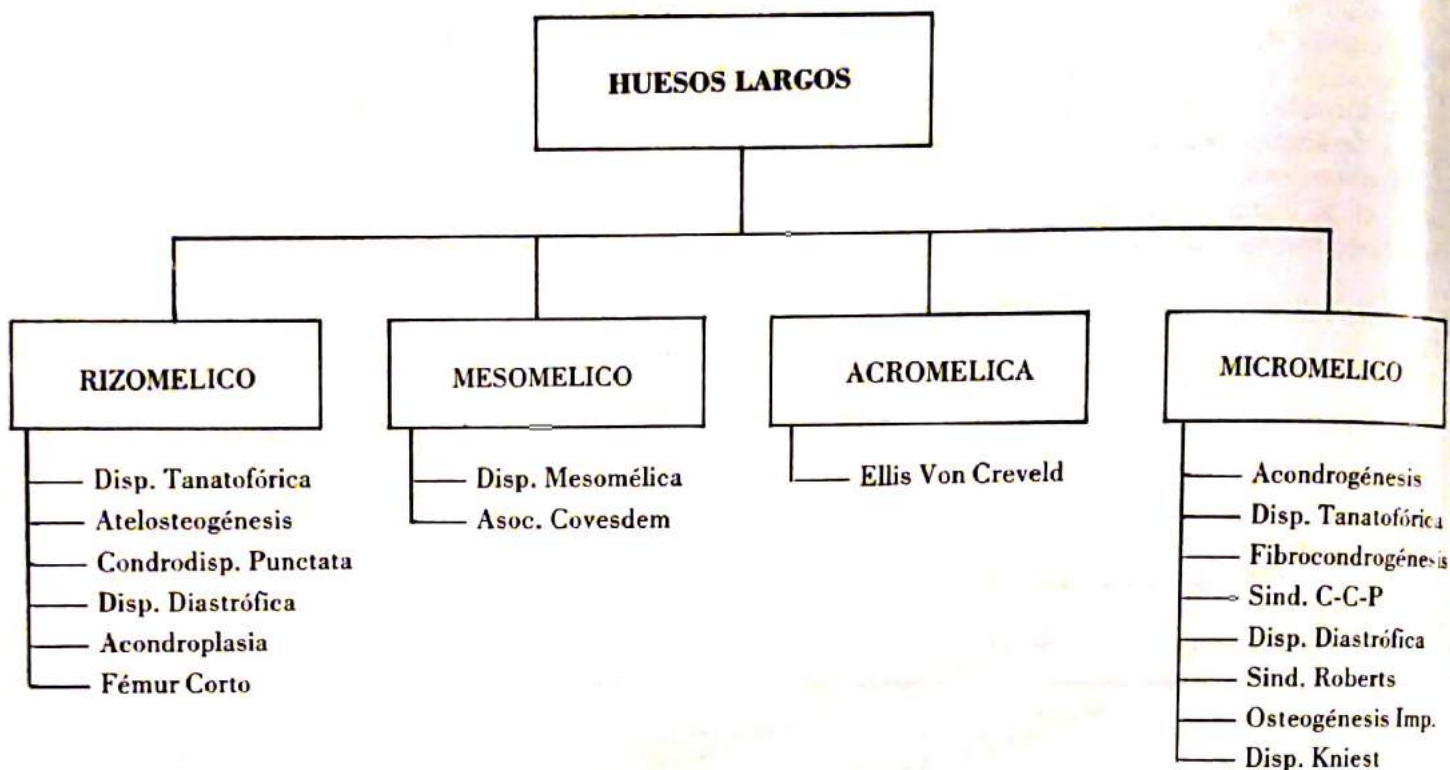 HUESOS LARGOS
RIZOMELICO
Disp. Tanatofórica
Atelosteogénesis
Condrodisp. Punctata
Disp. Diastrófica
Acondroplasia
Fémur Corto
MESOMELICO
Disp. Mesomélica
Asoc. Covesdem
ACROMELICA
Ellis Von Creveld
MICROMELICO
Acondrogénesis
Disp. Tanatofórica
Fibrocondrogénesis
Sind. C-C-P
Disp. Diastrófica
Sind. Roberts
Osteogénesis Imp.
Disp. Kniest